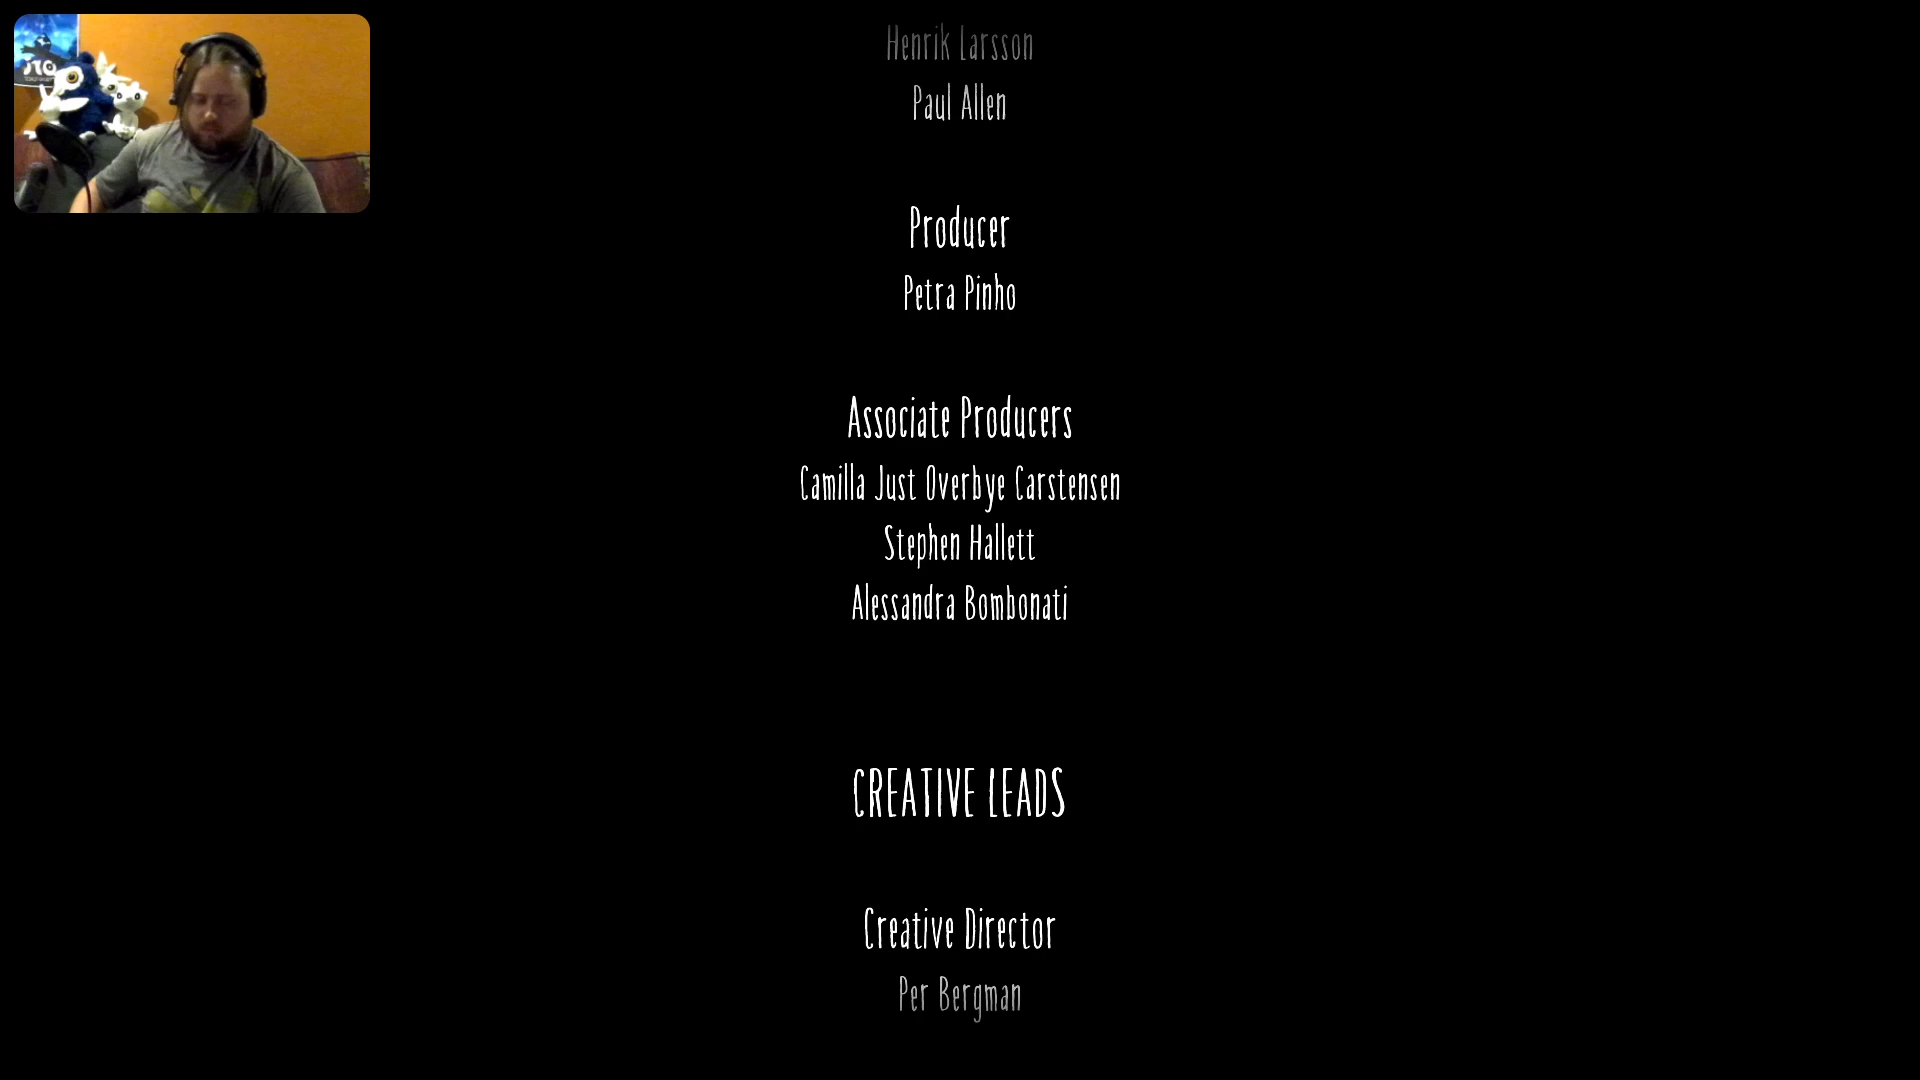 Henrik Larsson
Paul Allen
Producer
Petra Pinho
Associate Producers
Camilla Just Overbye Carstensen
Stephen Hallett
Alessandra Bombonati
CREATIVE LEADS
Creative Director
Per Bergman